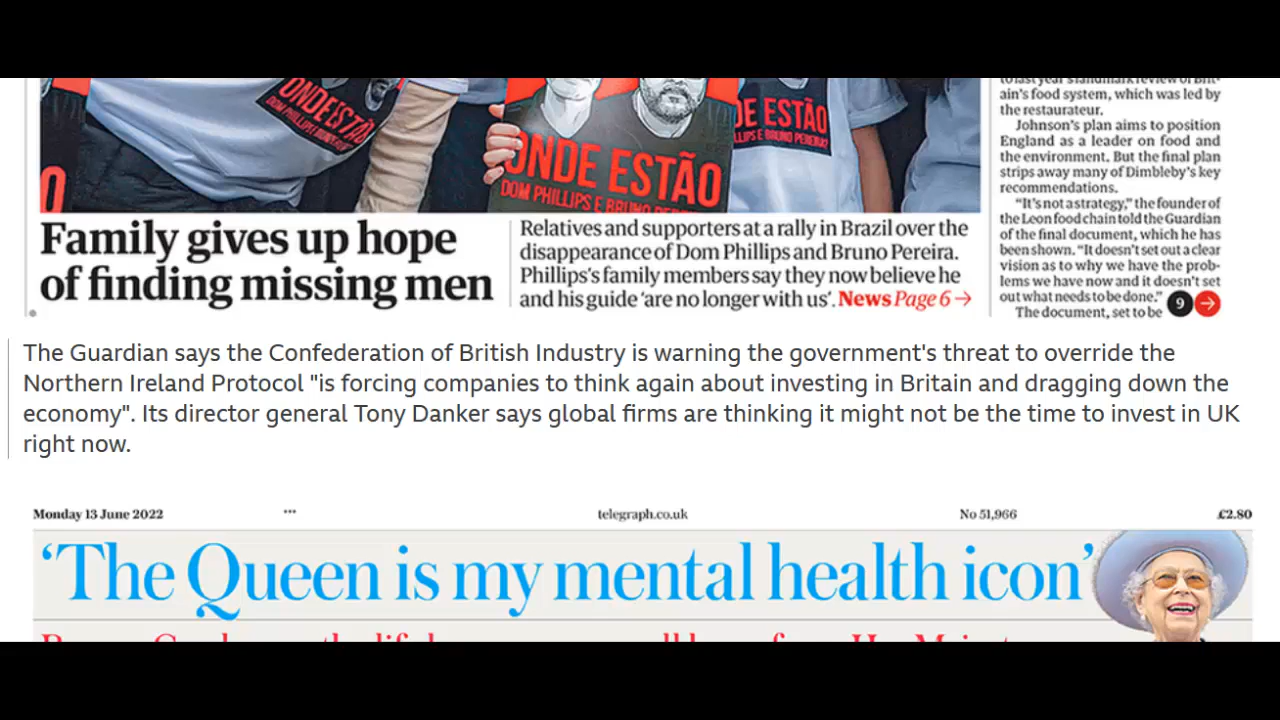 ONDE ESTÃO
DOM PHILLIPS E BRUNO
ONDE ESTÃO
DOM PHILLIPS E BRUNO
DE ESTÃO
LLIPS E BRUNO PEREIRA
Family gives up hope
of finding missing men
Relatives and supporters at a rally in Brazil over the
disappearance of Dom Phillips and Bruno Pereira.
Phillips's family members say they now believe he
and his guide 'are no longer with us'. News Page 6 →
to last year's landmark review of Brit-
ain's food system, which was led by
the restaurateur.
Johnson's plan aims to position
England as a leader on food and
the environment. But the final plan
strips away many of Dimbleby's key
recommendations.
"It's not a strategy," the founder of
the Leon food chain told the Guardian
of the final document, which he has
been shown. "It doesn't set out a clear
vision as to why we have the prob-
lems we have now and it doesn't set
out what needs to be done."
The document, set to be 9 →
The Guardian says the Confederation of British Industry is warning the government's threat to override the
Northern Ireland Protocol "is forcing companies to think again about investing in Britain and dragging down the
economy". Its director general Tony Danker says global firms are thinking it might not be the time to invest in UK
right now.
Monday 13 June 2022 *** telegraph.co.uk No 51,966 £2.80
'The Queen is my mental health icon'